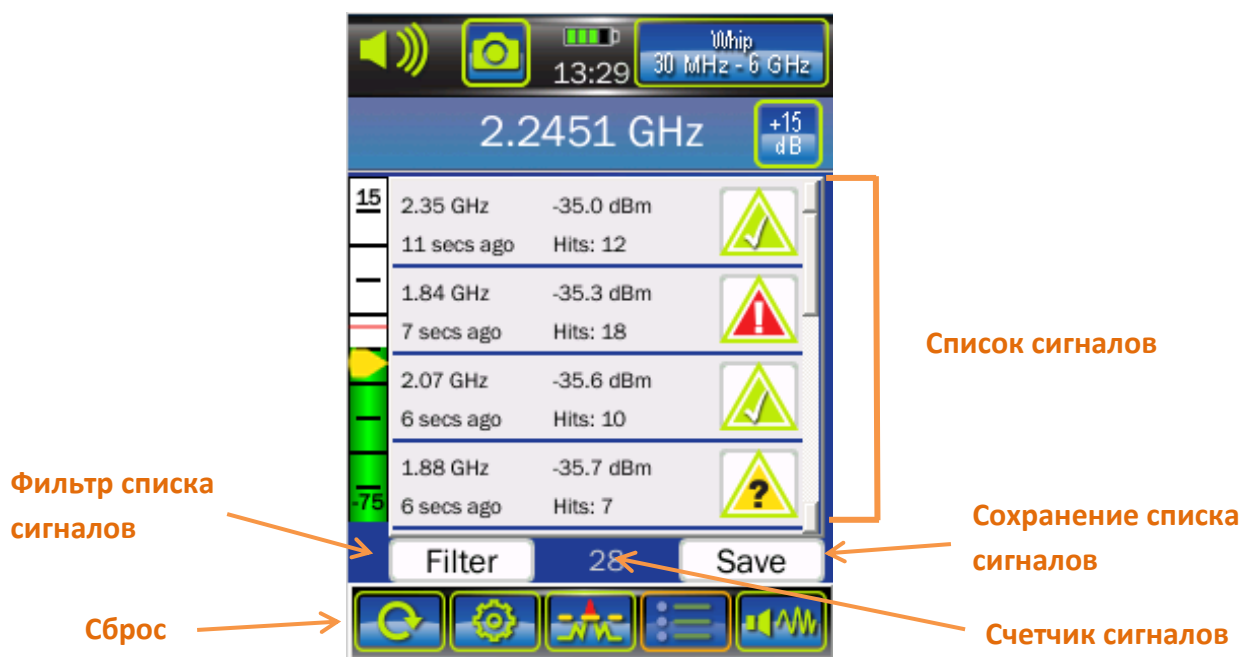 Whip
13:29
30 MHz - 6 GHz
2.2451 GHz
+15
dB
15
2.35 GHz
-35.0 dBm
11 secs ago
Hits: 12
1.84 GHz
-35.3 dBm
7 secs ago
Hits: 18
Список сигналов
2.07 GHz
-35.6 dBm
6 secs ago
Hits: 10
1.88 GHz
-35.7 dBm
-75
6 secs ago
Hits: 7
Фильтр списка
сигналов
Сохранение списка
сигналов
Filter
28
Save
Сброс
Счетчик сигналов